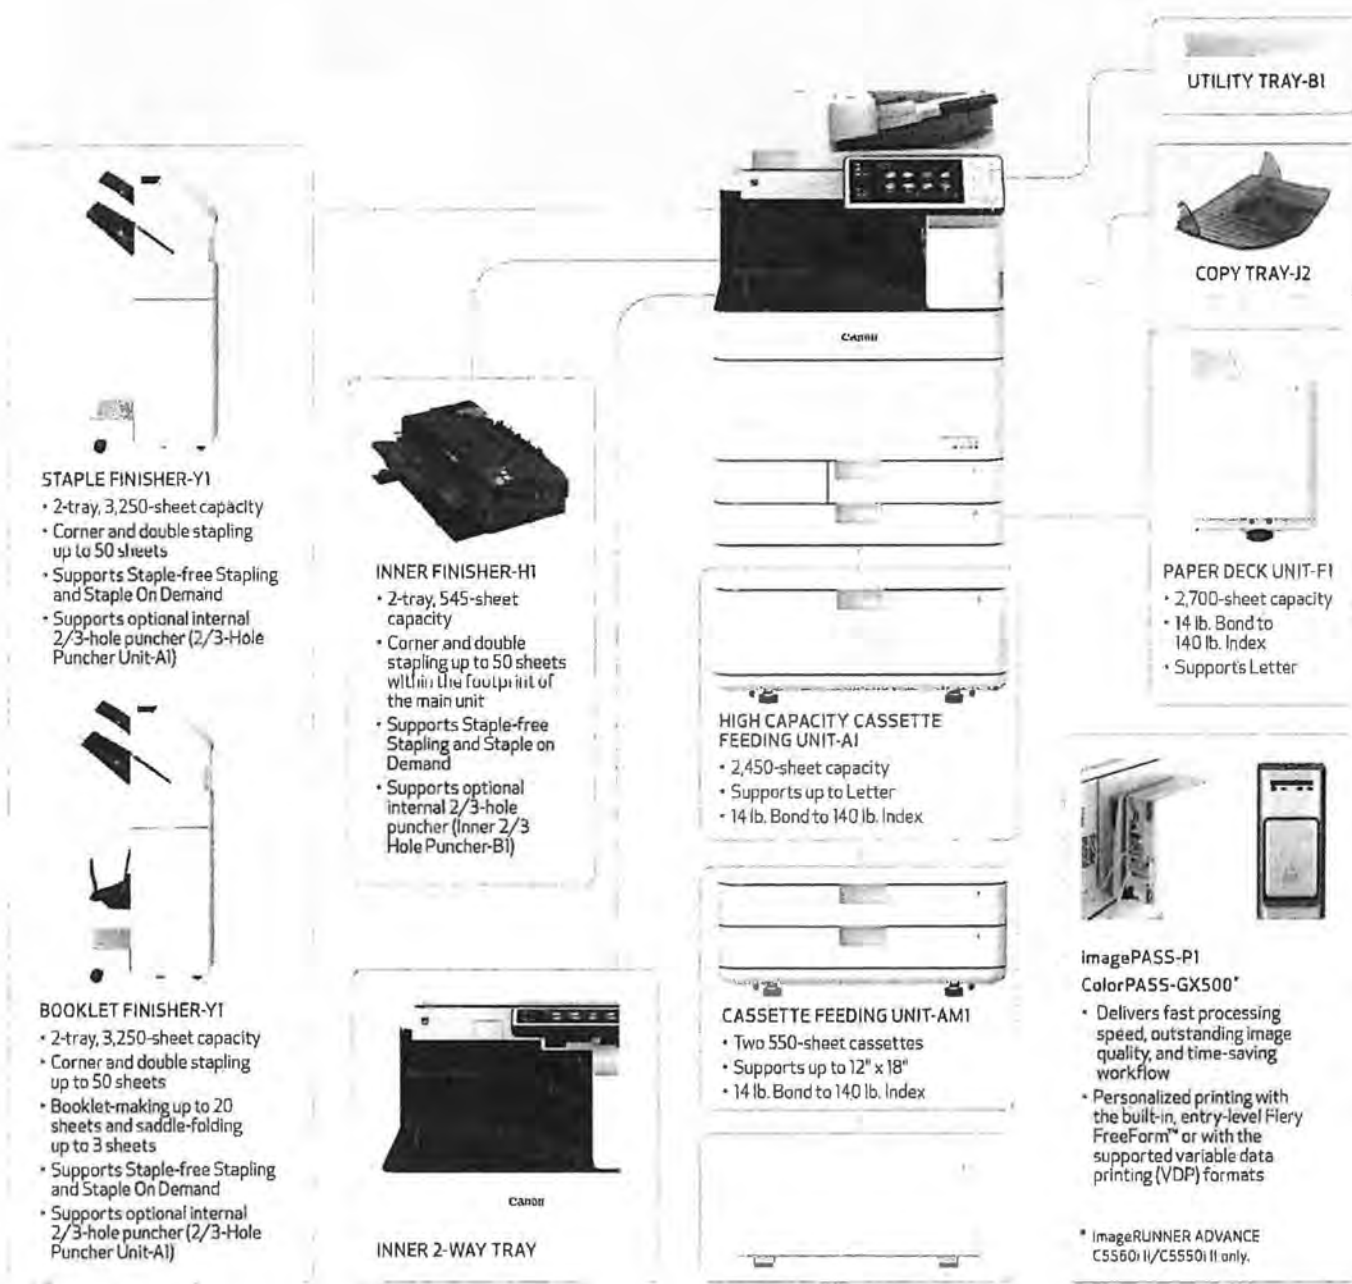 UTILITY TRAY-B1
COPY TRAY-J2
Canon
STAPLE FINISHER-Y1
• 2-tray, 3,250-sheet capacity
• Corner and double stapling
up to 50 sheets
• Supports Staple-free Stapling
and Staple On Demand
• Supports optional internal
2/3-hole puncher (2/3-Hole
Puncher Unit-A1)
BOOKLET FINISHER-Y1
• 2-tray, 3,250-sheet capacity
• Corner and double stapling
up to 50 sheets
• Booklet-making up to 20
sheets and saddle-folding
up to 3 sheets
• Supports Staple-free Stapling
and Staple On Demand
• Supports optional internal
2/3-hole puncher (2/3-Hole
Puncher Unit-A1)
INNER FINISHER-H1
• 2-tray, 545-sheet
capacity
• Corner and double
stapling up to 50 sheets
within the footprint of
the main unit
• Supports Staple-free
Stapling and Staple on
Demand
• Supports optional
internal 2/3-hole
puncher (Inner 2/3
Hole Puncher-B1)
Canon
INNER 2-WAY TRAY
HIGH CAPACITY CASSETTE
FEEDING UNIT-A1
• 2,450-sheet capacity
• Supports up to Letter
• 14 lb. Bond to 140 lb. Index
CASSETTE FEEDING UNIT-AM1
• Two 550-sheet cassettes
• Supports up to 12" x 18"
• 14 lb. Bond to 140 lb. Index
PAPER DECK UNIT-F1
• 2,700-sheet capacity
• 14 lb. Bond to
140 lb. Index
• Supports Letter
imagePASS-P1
ColorPASS-GX500*
• Delivers fast processing
speed, outstanding image
quality, and time-saving
workflow
• Personalized printing with
the built-in, entry-level Fiery
FreeForm™ or with the
supported variable data
printing (VDP) formats
* imageRUNNER ADVANCE
C5560i II/C5550i II only.